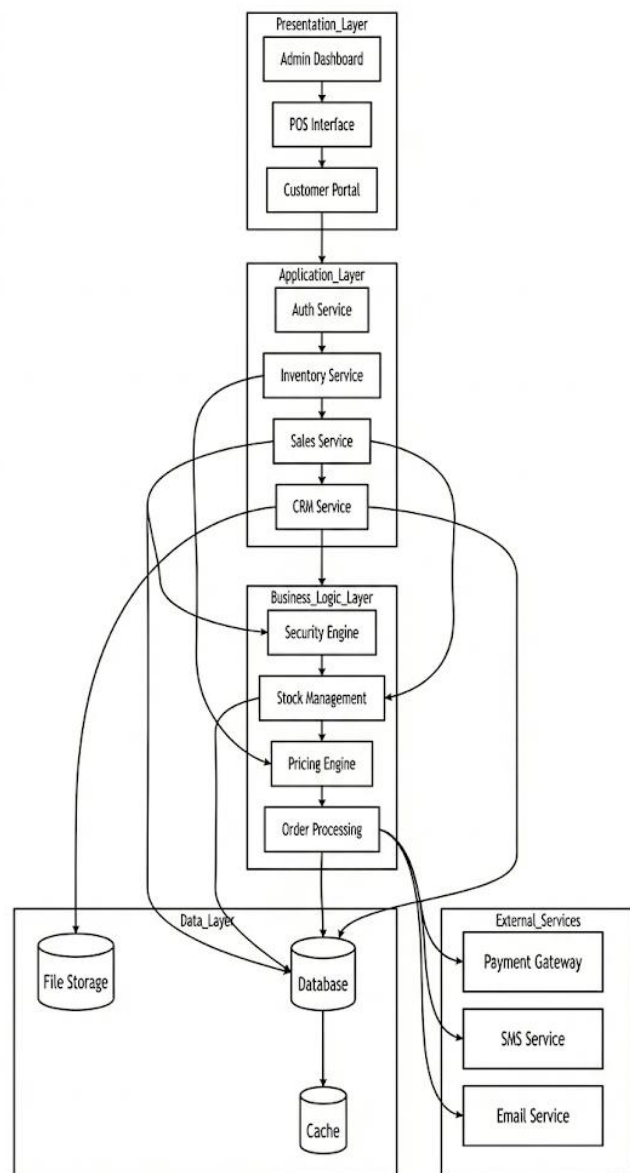 Presentation_Layer
Admin Dashboard
POS Interface
Customer Portal
Application_Layer
Auth Service
Inventory Service
Sales Service
CRM Service
Business_Logic_Layer
Security Engine
Stock Management
Pricing Engine
Order Processing
Data_Layer
File Storage
Database
Cache
External_Services
Payment Gateway
SMS Service
Email Service